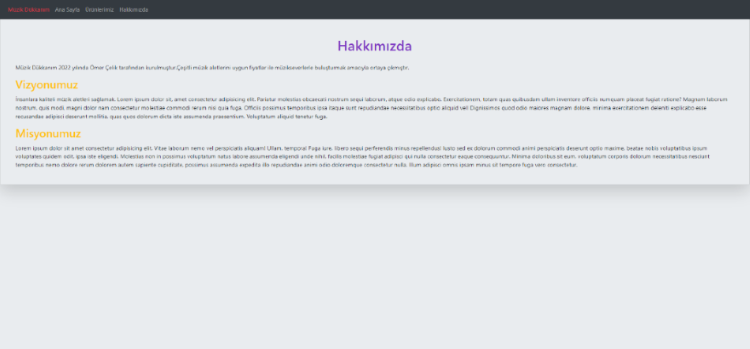 Müzik Dükkanım Ana Sayfa Ürünlerimiz Hakkımızda
Hakkımızda
Müzik Dükkanım 2022 yılında Ömer Çelik tarafından kurulmuştur.Çeşitli müzik aletlerini uygun fiyatlar ile müzikseverlerle buluşturmak amacıyla ortaya çıkmıştır.
Vizyonumuz
İnsanlara kaliteli müzik aletleri sağlamak. Lorem ipsum dolor sit, amet consectetur adipisicing elit. Pariatur molestias obcaecati nostrum sequi laborum, atque odio explicabo. Exercitationem, totam quas quibusdam ullam inventore officiis numquam placeat fugiat ratione? Magnam laborum
nostrum, quis modi magni dolor nam consectetur molestiae commodi rerum nisi quia fuga. Officiis possimus temporibus quos itaque sunt repudiandae necessitatibus optio aliquid vel! Dignissimos quod odio maiores magnam dolore, minima exercitationem deleniti explicabo esse
recusandae adipisci deserunt mollitia, quas quos dolorum dicta iste assumenda praesentium. Voluptatum aliquid tenetur fuga.
Misyonumuz
Lorem ipsum dolor sit amet consectetur adipisicing elit. Vitae laborum nemo vel perspiciatis aliquam! Ullam, tempora! Fuga iure, libero sequi perferendis minus repellendus! Iusto sed ex dolorum commodi animi perspiciatis deserunt optio maxime, beatae nobis voluptatibus ipsum
voluptates quidem odit, ipsa iste eligendi. Molestias non in possimus voluptatum natus labore assumenda eligendi unde nihil, facilis molestiae fugiat adipisci qui nulla consectetur eaque consequuntur. Minima doloribus sit eum, voluptatum corporis dolorum necessitatibus nesciunt
temporibus nemo dolore rerum dolorem autem sapiente cupiditate, possimus assumenda expedita illo repudiandae animi odio doloremque consectetur nulla. Illum adipisci omnis ipsum minus sit tempore fuga vero consectetur.